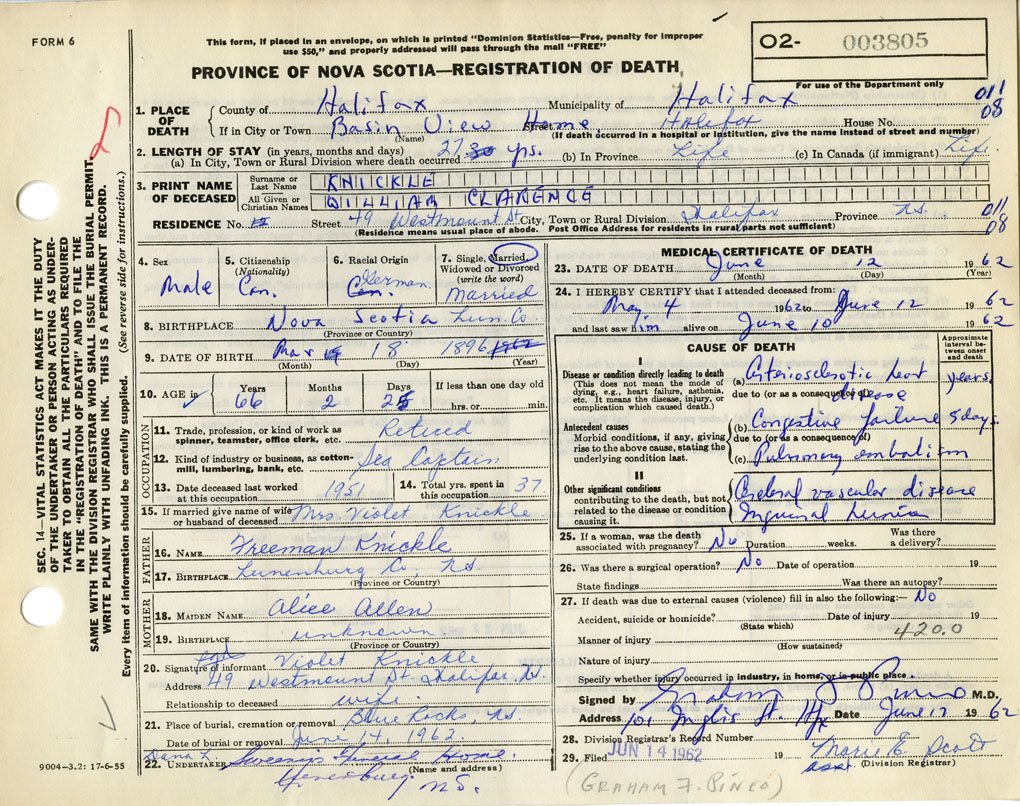 FORM 6
This form, if placed in an envelope, on which is printed "Dominion Statistics—Free, penalty for improper
use $50," and properly addressed will pass through the mail "FREE"
PROVINCE OF NOVA SCOTIA—REGISTRATION OF DEATH
O2- 003805
For use of the Department only
011
08
1. PLACE OF DEATH
County of Halifax Municipality of Halifax
If in City or Town Basin View Home Street Halifax House No.
(Name) (If death occurred in a hospital or institution, give the name instead of street and number)
2. LENGTH OF STAY (in years, months and days)
(a) In City, Town or Rural Division where death occurred 27 yrs. (b) In Province Life (c) In Canada (if immigrant) Life
3. PRINT NAME OF DECEASED
Surname or Last Name KNICKLE
All Given or Christian Names WILLIAM CLARENCE
RESIDENCE No. Street 49 Westmount St City, Town or Rural Division Halifax Province N.S. 011
08
(Residence means usual place of abode. Post Office Address for residents in rural parts not sufficient)
4. Sex Male
5. Citizenship (Nationality) Can.
6. Racial Origin Can. German.
7. Single, Married, Widowed or Divorced (write the word) Married
8. BIRTHPLACE Nova Scotia Lun. Co.
(Province or Country)
9. DATE OF BIRTH Mar 18 1896 1962
(Month) (Day) (Year)
10. AGE in Years 66 Months 2 Days 25 If less than one day old
hrs. or min.
OCCUPATION
11. Trade, profession, or kind of work as spinner, teamster, office clerk, etc. Retired
12. Kind of industry or business, as cotton-mill, lumbering, bank, etc. Sea Captain
13. Date deceased last worked at this occupation 1951
14. Total yrs. spent in this occupation 37
15. If married give name of wife or husband of deceased Mrs Violet Knickle
FATHER
16. NAME Freeman Knickle
17. BIRTHPLACE Lunenburg Co. N.S.
(Province or Country)
MOTHER
18. MAIDEN NAME Alice Allen
19. BIRTHPLACE unknown
(Province or Country)
20. Signature of informant sgd Violet Knickle
Address 49 Westmount St. Halifax, N.S.
Relationship to deceased wife
21. Place of burial, cremation or removal Blue Rocks, N.S.
Date of burial or removal June 14, 1962.
Dana L.
22. UNDERTAKER Sweeny's Funeral Home
(Name and address)
Lunenburg N.S.
9004-3.2: 17-6-55
MEDICAL CERTIFICATE OF DEATH
23. DATE OF DEATH June 12 1962
(Month) (Day) (Year)
24. I HEREBY CERTIFY that I attended deceased from:
May 4 1962 to June 12 1962
and last saw him alive on June 10 1962
CAUSE OF DEATH
Approximate interval between onset and death
I
Disease or condition directly leading to death
(This does not mean the mode of dying, e.g., heart failure, asthenia, etc. It means the disease, injury, or complication which caused death.)
(a) Arteriosclerotic heart disease years.
due to (or as a consequence of)
Antecedent causes
Morbid conditions, if any, giving rise to the above cause, stating the underlying condition last.
(b) Congestive failure 5 days.
due to (or as a consequence of)
(c) Pulmonary embolism
II
Other significant conditions contributing to the death, but not related to the disease or condition causing it.
Cerebral vascular disease
Inguinal hernia
25. If a woman, was the death associated with pregnancy? No Duration weeks. Was there a delivery?
26. Was there a surgical operation? No Date of operation 19
State findings Was there an autopsy?
27. If death was due to external causes (violence) fill in also the following:— No
Accident, suicide or homicide? Date of injury 19
(State which)
420.0
Manner of injury
(How sustained)
Nature of injury
Specify whether injury occurred in industry, in home, or in public place
Signed by Graham J Pineo M.D.
Address 101 Inglis St. Hfx Date June 12 1962
28. Division Registrar's Record Number
29. Filed JUN 14 1962 19 Marie E Scott
asst. (Division Registrar)
(GRAHAM J. PINEO)
SEC. 14—VITAL STATISTICS ACT MAKES IT THE DUTY
OF THE UNDERTAKER OR PERSON ACTING AS UNDER-
TAKER TO OBTAIN ALL THE PARTICULARS REQUIRED
IN THE "REGISTRATION OF DEATH" AND TO FILE THE
SAME WITH THE DIVISION REGISTRAR WHO SHALL ISSUE THE BURIAL PERMIT.
WRITE PLAINLY WITH UNFADING INK. THIS IS A PERMANENT RECORD.
Every item of information should be carefully supplied. (See reverse side for instructions.)